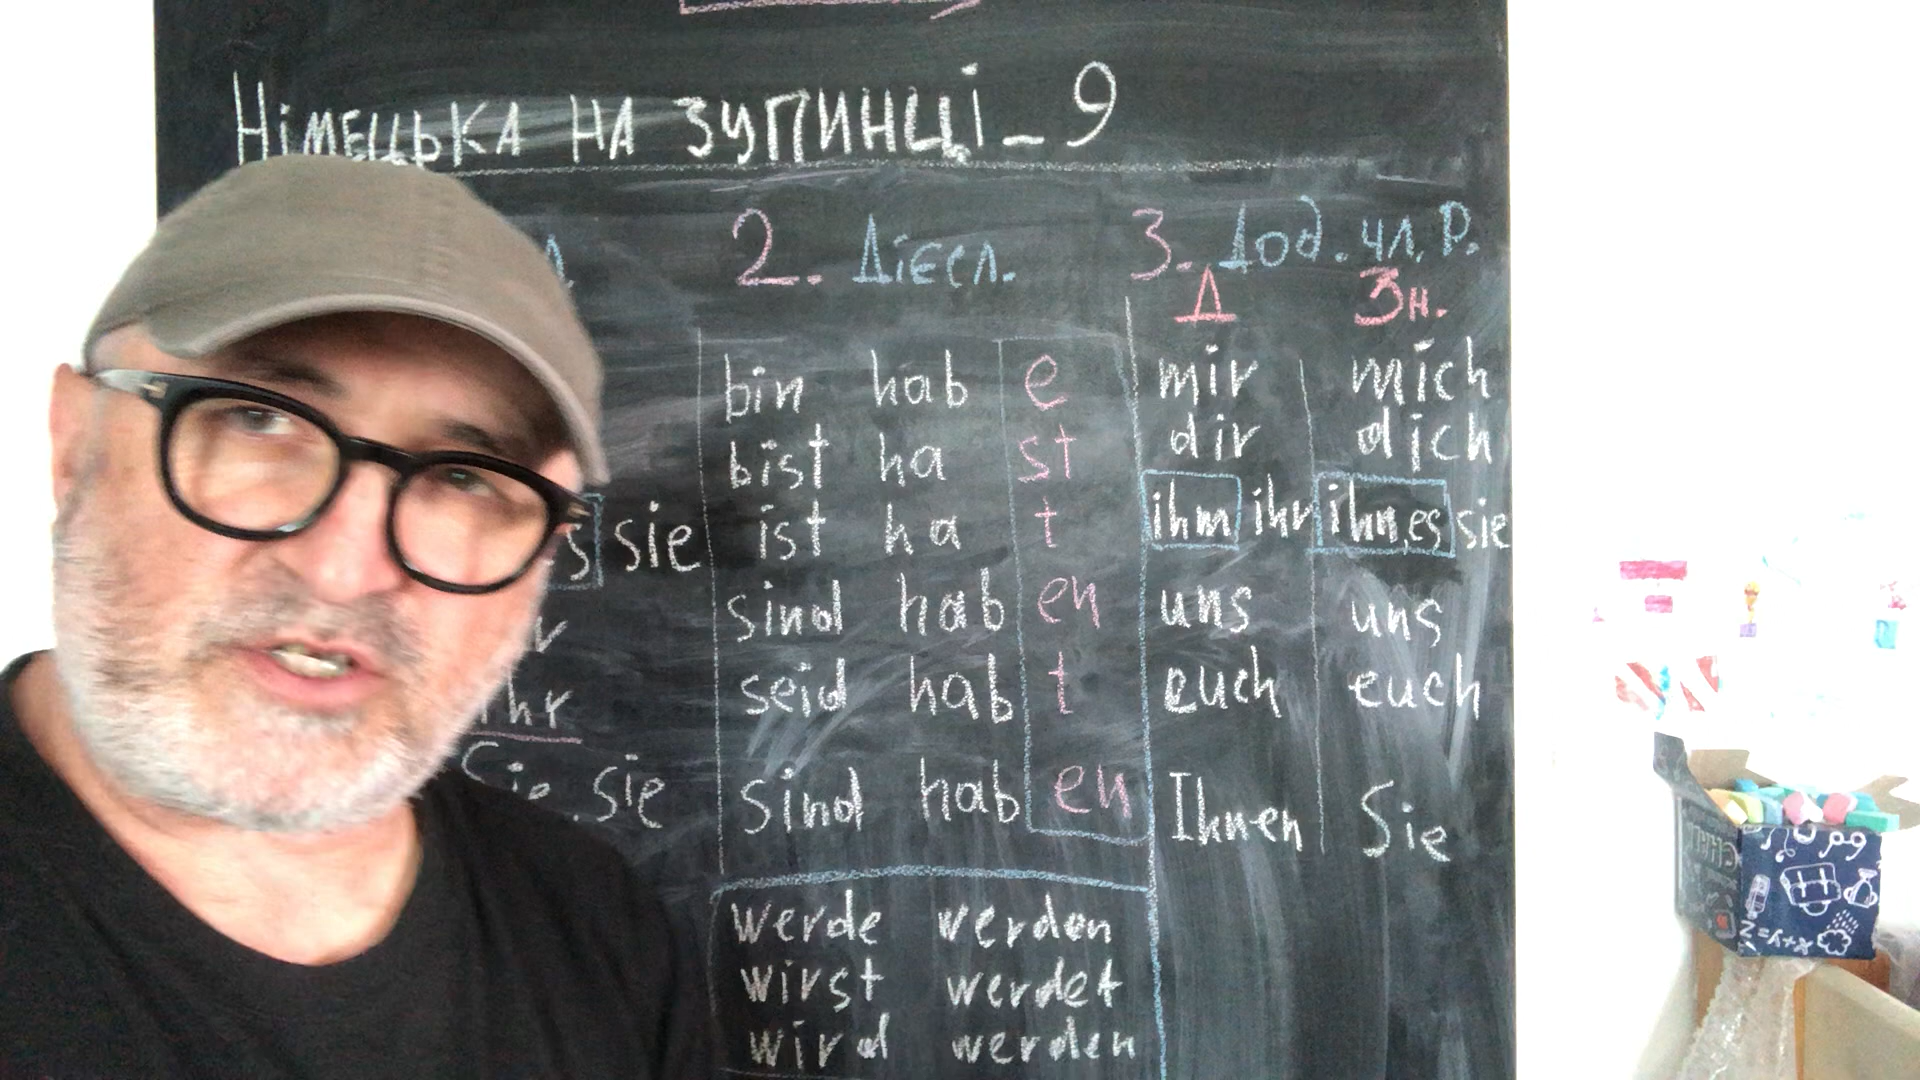 Німецька на зупинці_9
2. Дієсл. 3. Дод. чл. р.
Д Зн.
bin hab e mir mich
bist ha st dir dich
s sie ist ha t ihm ihr ihn, es sie
sind hab en uns uns
ihr seid hab t euch euch
Sie, sie sind hab en Ihnen Sie
werde werden
wirst werdet
wird werden